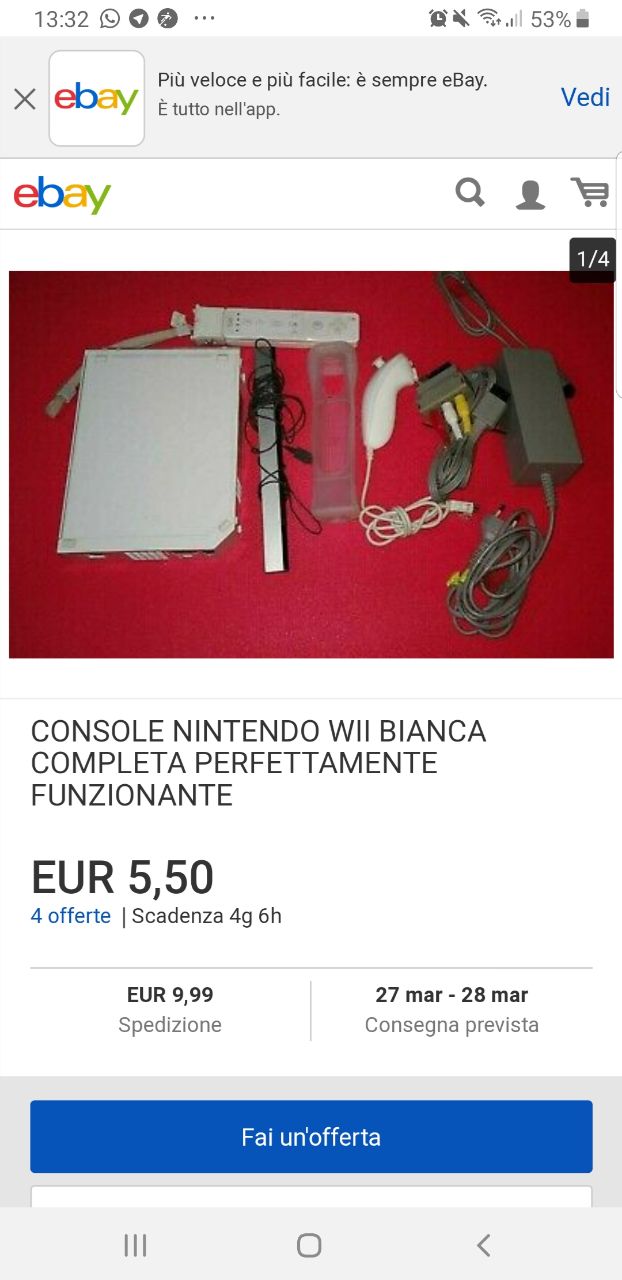 13:32
53%
ebay
Più veloce e più facile: è sempre eBay.
È tutto nell'app.
Vedi
ebay
1/4
CONSOLE NINTENDO WII BIANCA
COMPLETA PERFETTAMENTE
FUNZIONANTE
EUR 5,50
4 offerte | Scadenza 4g 6h
EUR 9,99
Spedizione
27 mar - 28 mar
Consegna prevista
Fai un'offerta